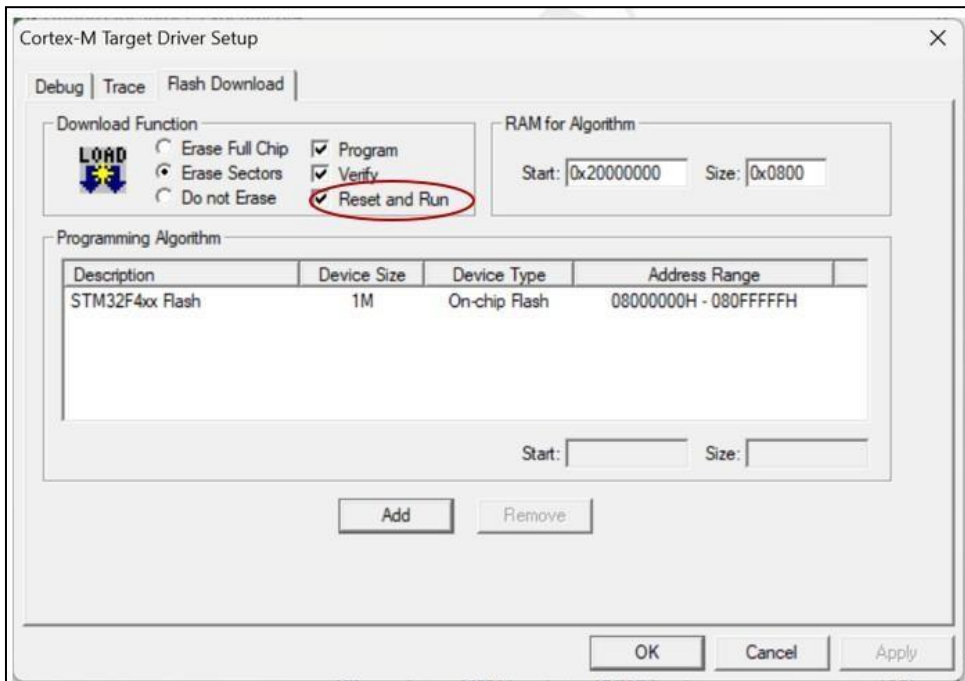 Cortex-M Target Driver Setup
Debug Trace Flash Download
Download Function
LOAD
Erase Full Chip
Erase Sectors
Do not Erase
Program
Verify
Reset and Run
RAM for Algorithm
Start: 0x20000000 Size: 0x0800
Programming Algorithm
Description Device Size Device Type Address Range
STM32F4xx Flash 1M On-chip Flash 08000000H - 080FFFFFH
Start: Size:
Add Remove
OK Cancel Apply